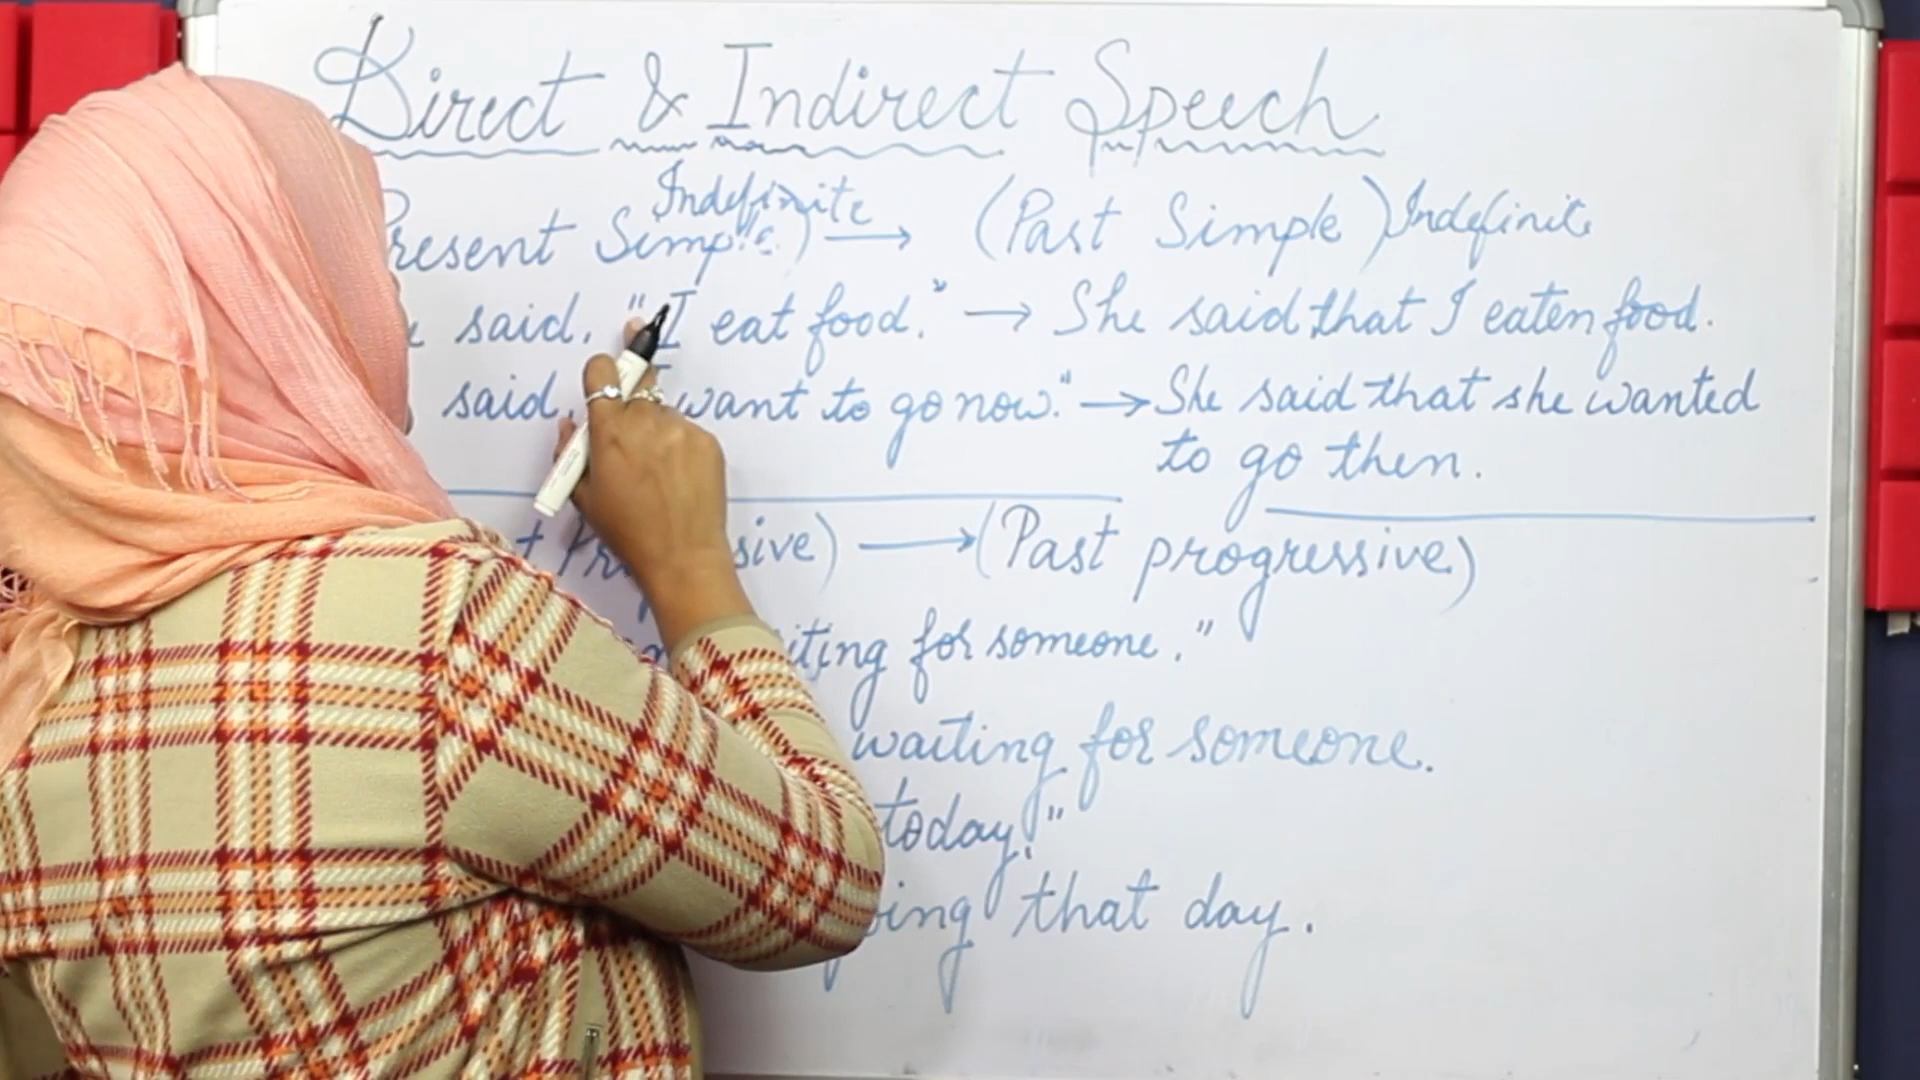 Direct & Indirect Speech
Present Simple) Indefinite → (Past Simple) Indefinite
said, "I eat food." → She said that I eaten food.
said, want to go now." → She said that she wanted
to go then.
→ (Past progressive)
for someone."
waiting for someone.
today."
that day.